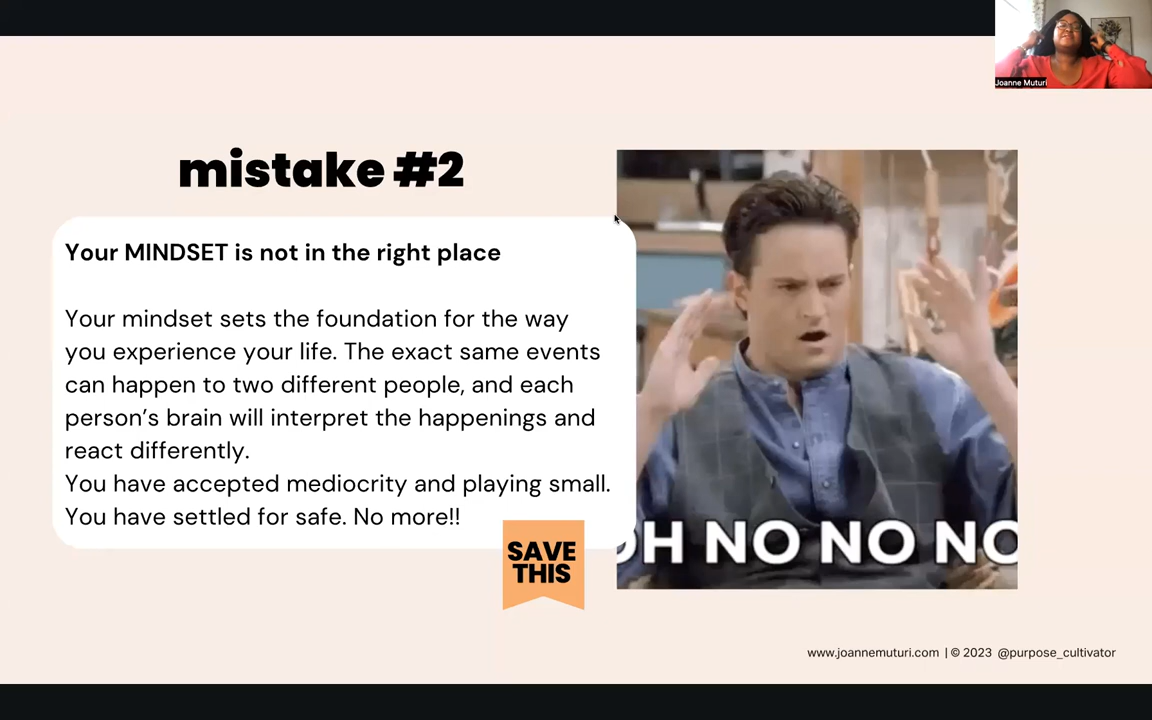 Joanne Muturi
mistake #2
Your MINDSET is not in the right place
Your mindset sets the foundation for the way
you experience your life. The exact same events
can happen to two different people, and each
person’s brain will interpret the happenings and
react differently.
You have accepted mediocrity and playing small.
You have settled for safe. No more!!
SAVE
THIS
OH NO NO NO
www.joannemuturi.com | © 2023 @purpose_cultivator